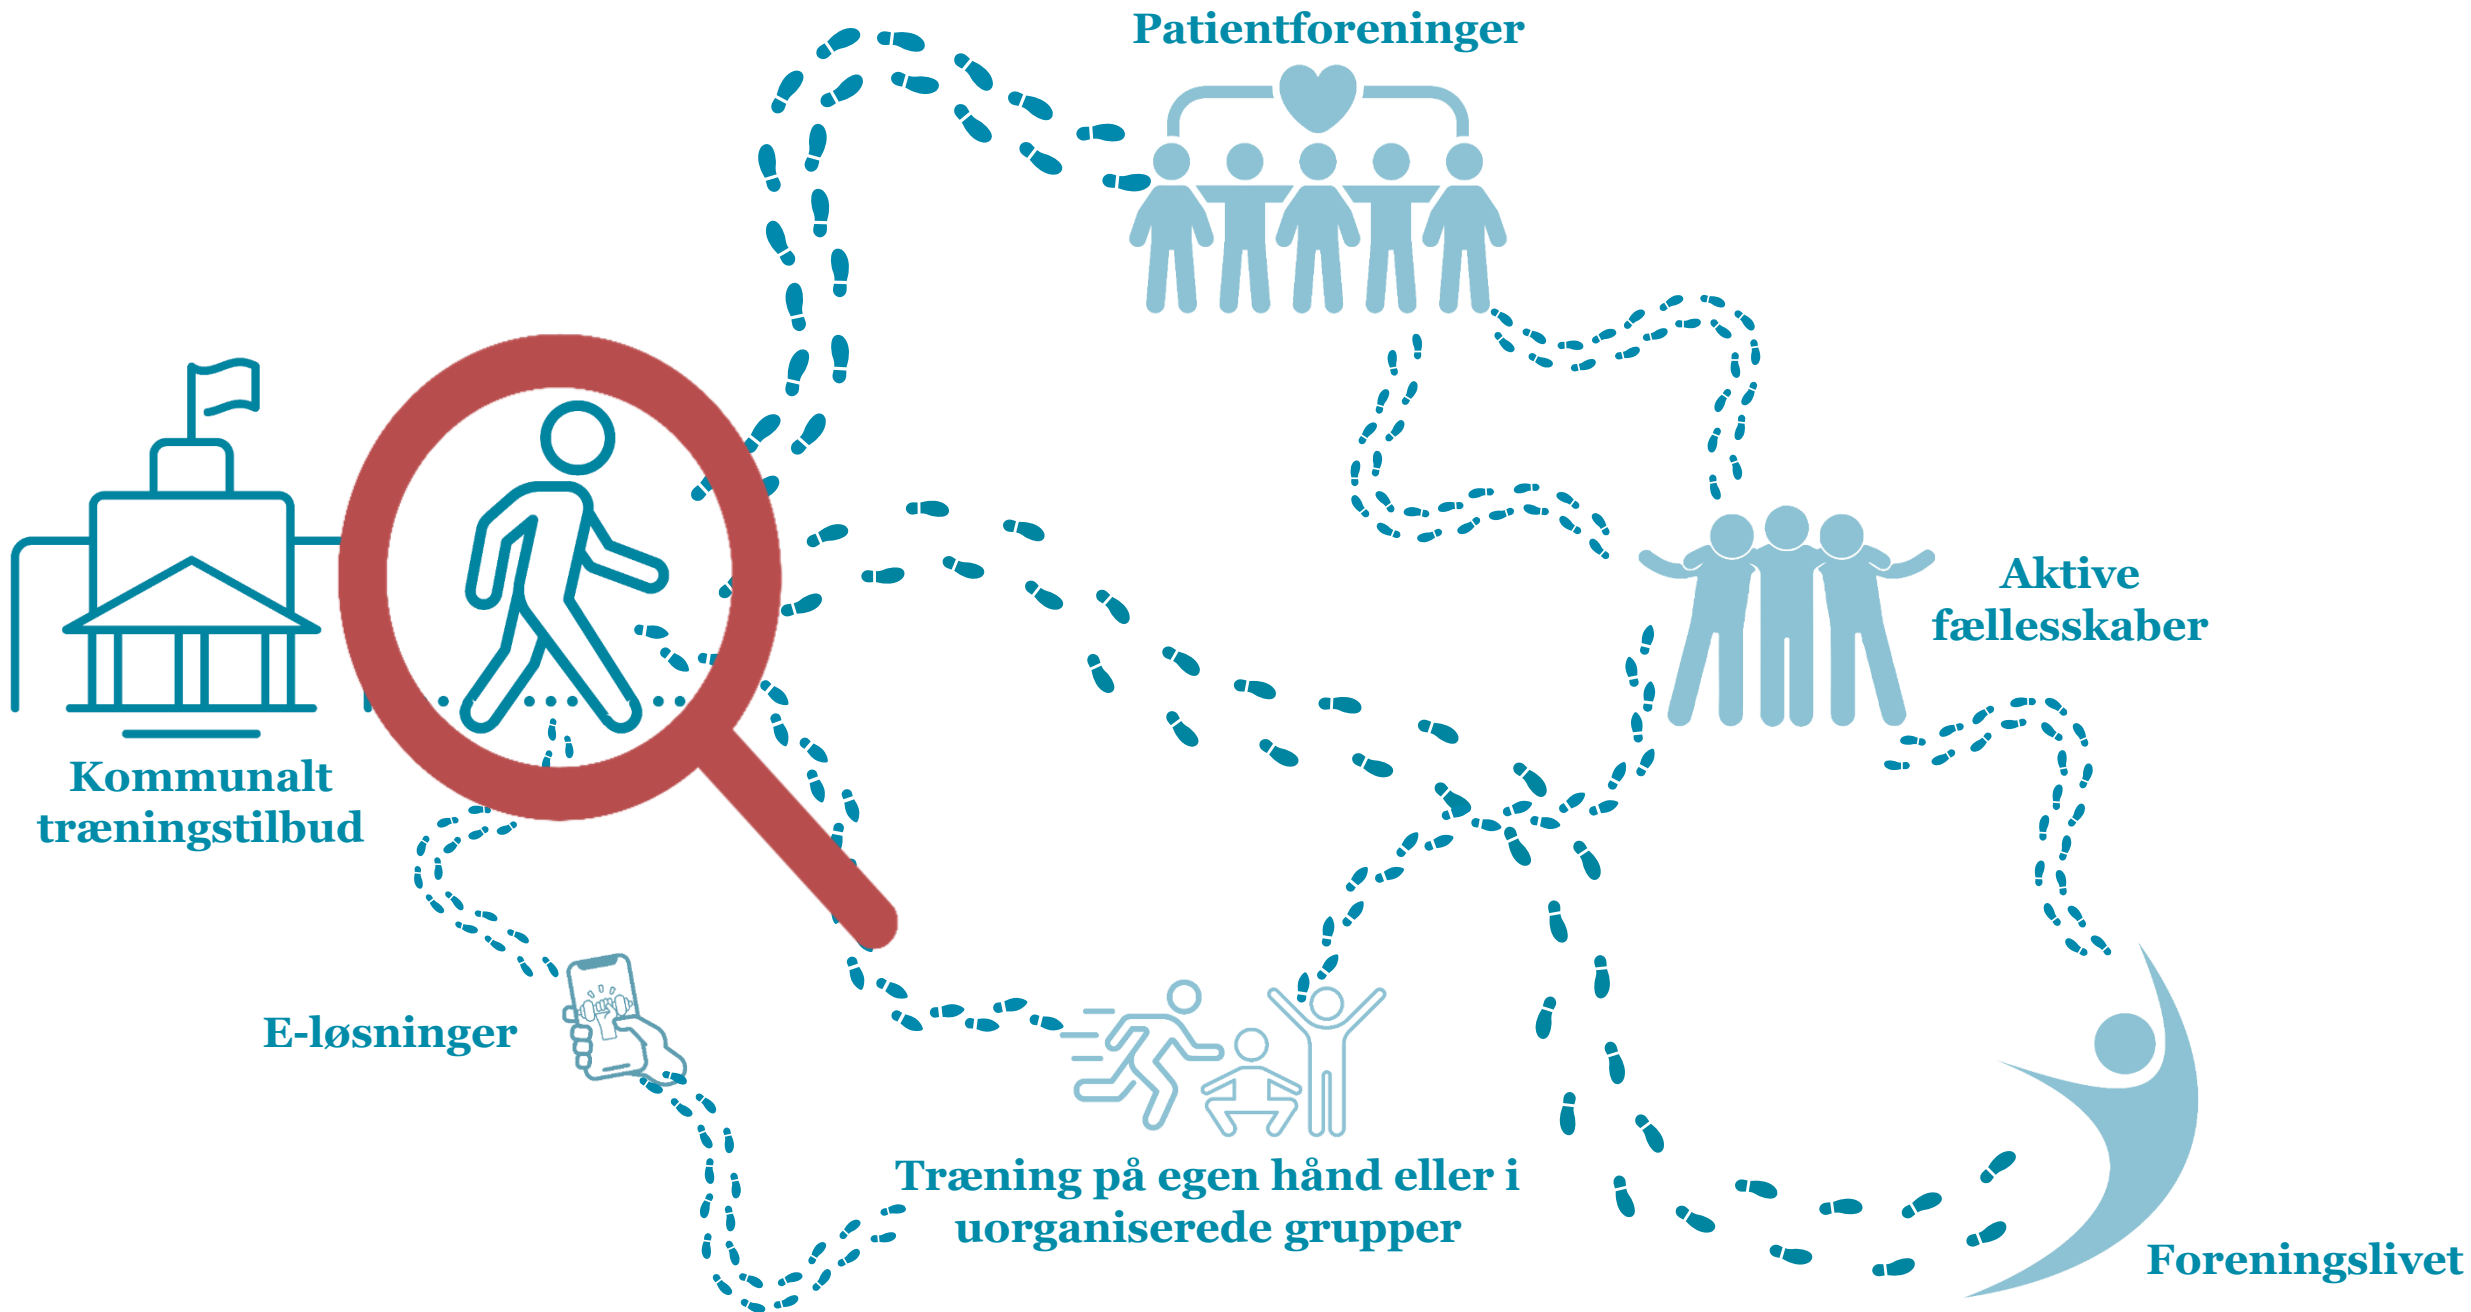 Patientforeninger
Aktive
fællesskaber
Kommunalt
træningstilbud
E-løsninger
Træning på egen hånd eller i
uorganiserede grupper
Foreningslivet